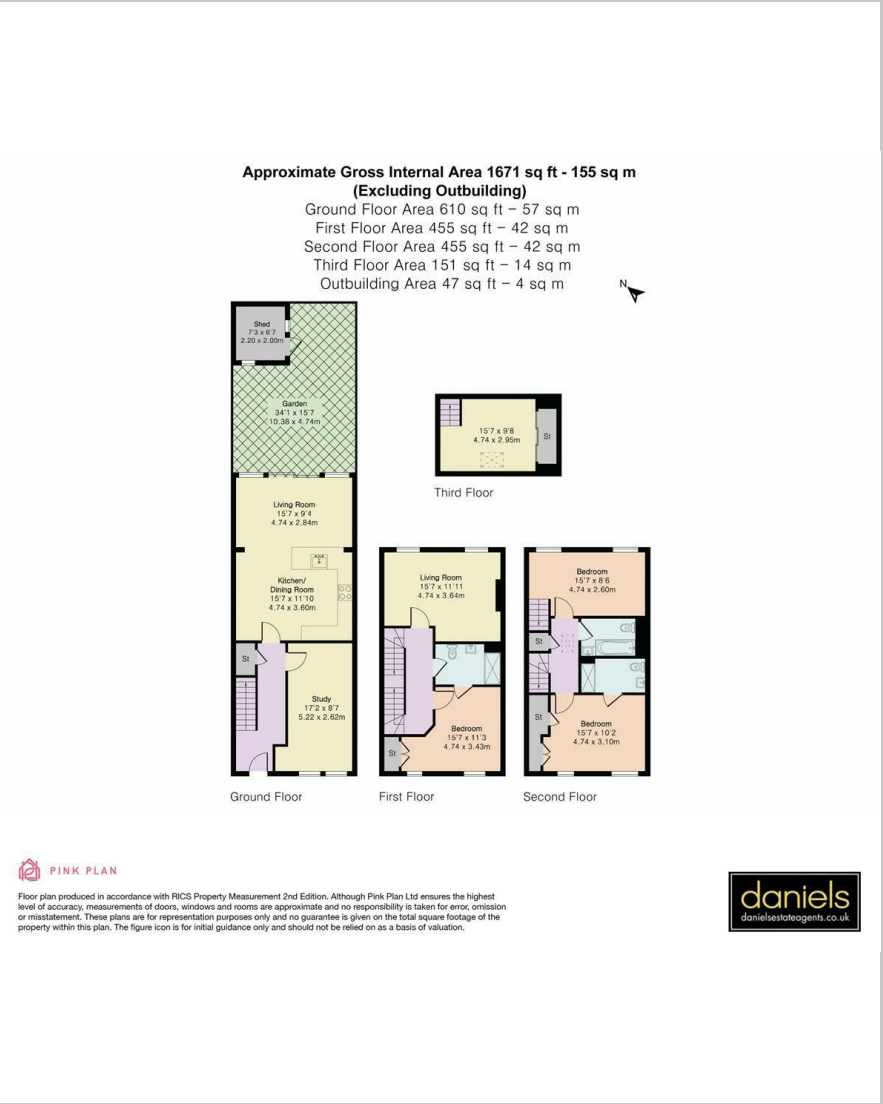 Approximate Gross Internal Area 1671 sq ft - 155 sq m
(Excluding Outbuilding)
Ground Floor Area 610 sq ft – 57 sq m
First Floor Area 455 sq ft – 42 sq m
Second Floor Area 455 sq ft – 42 sq m
Third Floor Area 151 sq ft – 14 sq m
Outbuilding Area 47 sq ft – 4 sq m
N
Shed
7'3 x 6'7
2.20 x 2.00m
Garden
34'1 x 15'7
10.38 x 4.74m
15'7 x 9'8
4.74 x 2.95m
St
Third Floor
Living Room
15'7 x 9'4
4.74 x 2.84m
Kitchen/
Dining Room
15'7 x 11'10
4.74 x 3.60m
St
Study
17'2 x 8'7
5.22 x 2.62m
Ground Floor
Living Room
15'7 x 11'11
4.74 x 3.64m
Bedroom
15'7 x 11'3
4.74 x 3.43m
St
First Floor
Bedroom
15'7 x 8'6
4.74 x 2.60m
St
St
Bedroom
15'7 x 10'2
4.74 x 3.10m
Second Floor
PINK PLAN
Floor plan produced in accordance with RICS Property Measurement 2nd Edition. Although Pink Plan Ltd ensures the highest
level of accuracy, measurements of doors, windows and rooms are approximate and no responsibility is taken for error, omission
or misstatement. These plans are for representation purposes only and no guarantee is given on the total square footage of the
property within this plan. The figure icon is for initial guidance only and should not be relied on as a basis of valuation.
daniels
danielsestateagents.co.uk